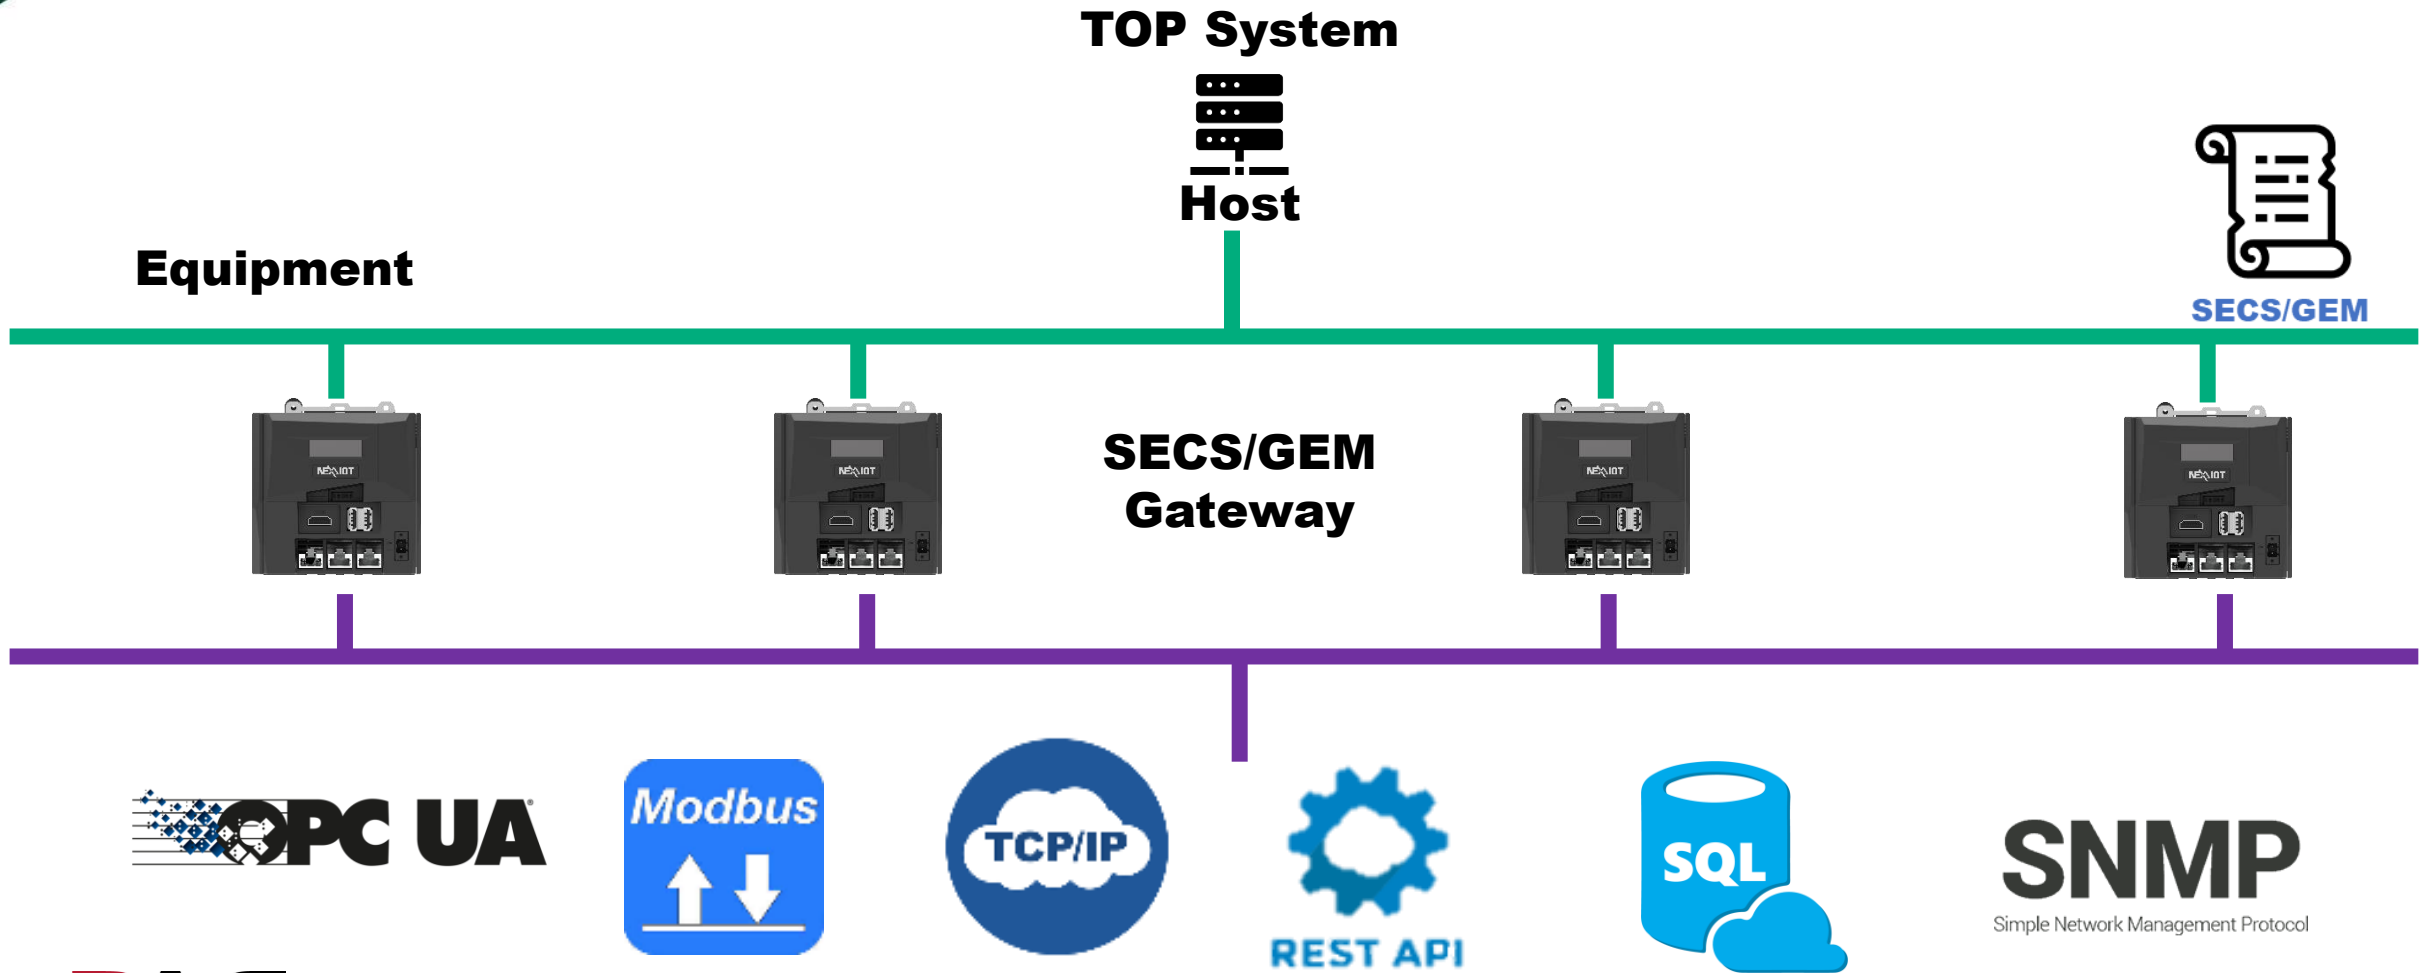 TOP System
Host
Equipment
SECS/GEM
NEXIOT
NEXIOT
SECS/GEM
Gateway
NEXIOT
NEXIOT
OPC UA
Modbus
TCP/IP
REST API
SQL
SNMP
Simple Network Management Protocol